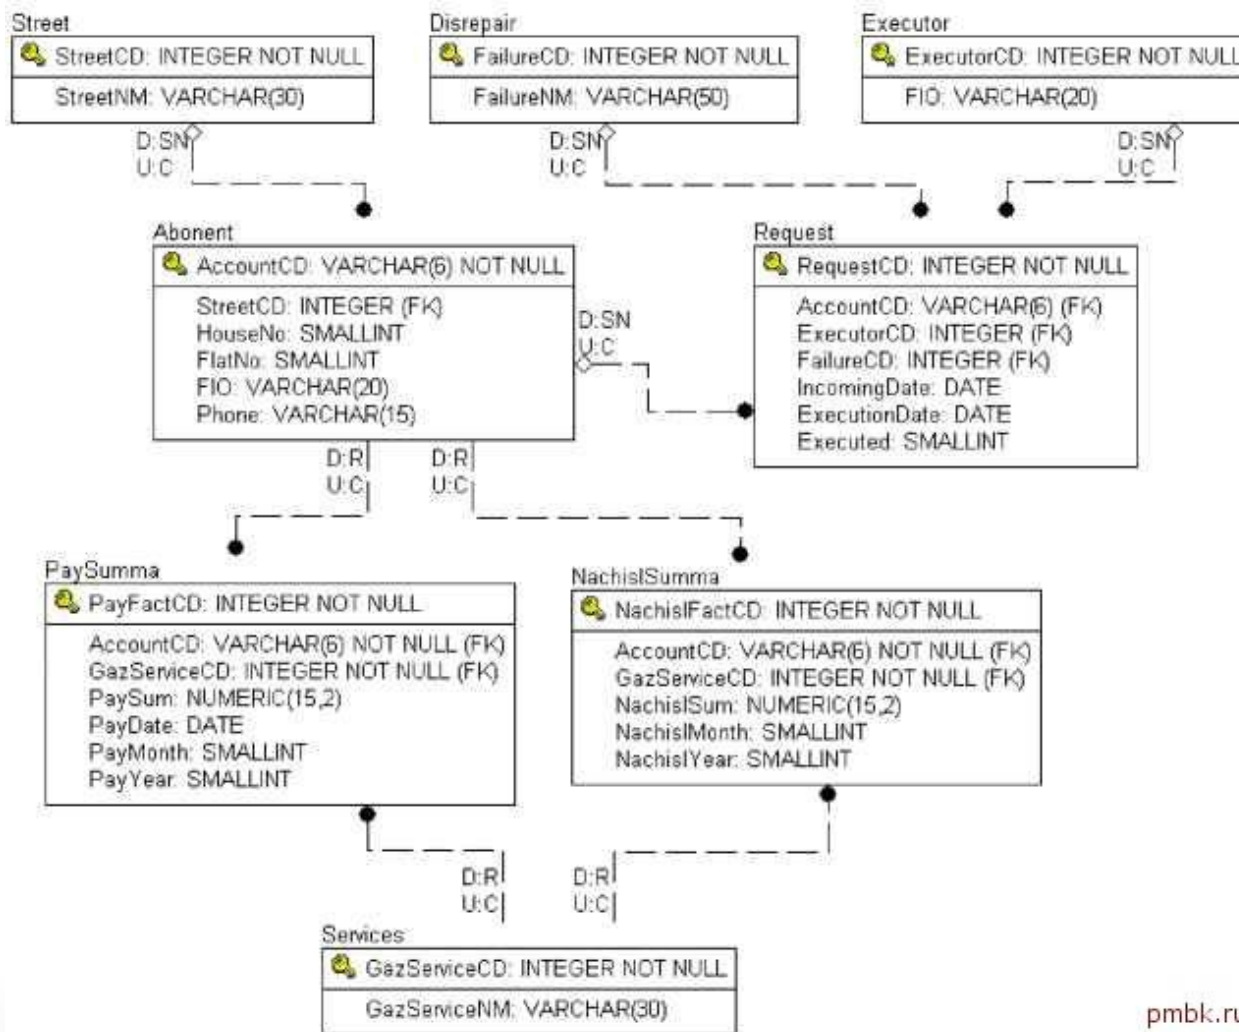 Street
StreetCD: INTEGER NOT NULL
StreetNM: VARCHAR(30)
D:SN
U:C
Disrepair
FailureCD: INTEGER NOT NULL
FailureNM: VARCHAR(50)
D:SN
U:C
Executor
ExecutorCD: INTEGER NOT NULL
FIO: VARCHAR(20)
D:SN
U:C
Abonent
AccountCD: VARCHAR(6) NOT NULL
StreetCD: INTEGER (FK)
HouseNo: SMALLINT
FlatNo: SMALLINT
FIO: VARCHAR(20)
Phone: VARCHAR(15)
D:SN
U:C
Request
RequestCD: INTEGER NOT NULL
AccountCD: VARCHAR(6) (FK)
ExecutorCD: INTEGER (FK)
FailureCD: INTEGER (FK)
IncomingDate: DATE
ExecutionDate: DATE
Executed: SMALLINT
D:R
U:C
D:R
U:C
PaySumma
PayFactCD: INTEGER NOT NULL
AccountCD: VARCHAR(6) NOT NULL (FK)
GazServiceCD: INTEGER NOT NULL (FK)
PaySum: NUMERIC(15,2)
PayDate: DATE
PayMonth: SMALLINT
PayYear: SMALLINT
NachislSumma
NachislFactCD: INTEGER NOT NULL
AccountCD: VARCHAR(6) NOT NULL (FK)
GazServiceCD: INTEGER NOT NULL (FK)
NachislSum: NUMERIC(15,2)
NachislMonth: SMALLINT
NachislYear: SMALLINT
D:R
U:C
D:R
U:C
Services
GazServiceCD: INTEGER NOT NULL
GazServiceNM: VARCHAR(30)
pmbk.ru